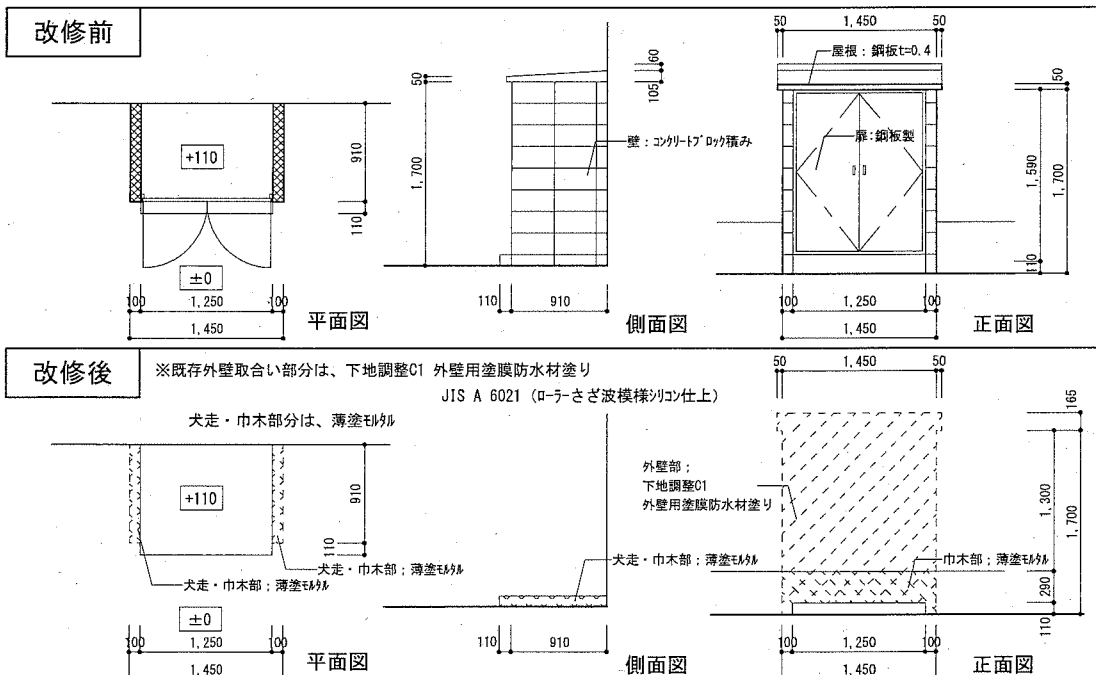 改修前
+110
±0
910
110
100 1,250 100
1,450
平面図
50
1,700
60
105
壁：コンクリートブロック積み
110 910
側面図
50 1,450 50
屋根：鋼板t=0.4
扉：鋼板製
50
1,590
1,700
110
100 1,250 100
1,450
正面図
改修後
※既存外壁取合い部分は、下地調整C1 外壁用塗膜防水材塗り
JIS A 6021 (ローラーさざ波模様シリコン仕上)
犬走・巾木部分は、薄塗モルタル
+110
910
110
犬走・巾木部；薄塗モルタル
犬走・巾木部；薄塗モルタル
±0
100 1,250 100
1,450
平面図
犬走・巾木部；薄塗モルタル
110 910
側面図
50 1,450 50
外壁部；
下地調整C1
外壁用塗膜防水材塗り
巾木部；薄塗モルタル
165
1,300
1,700
290
110
100 1,250 100
1,450
正面図